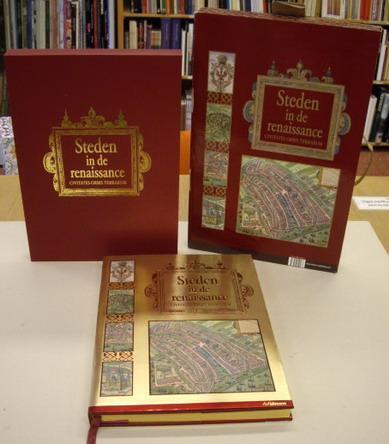 Steden
in de
renaissance
CIVITATES ORBIS TERRARUM
Steden
in de
renaissance
CIVITATES ORBIS TERRARUM
Steden
in de
renaissance
CIVITATES ORBIS TERRARUM